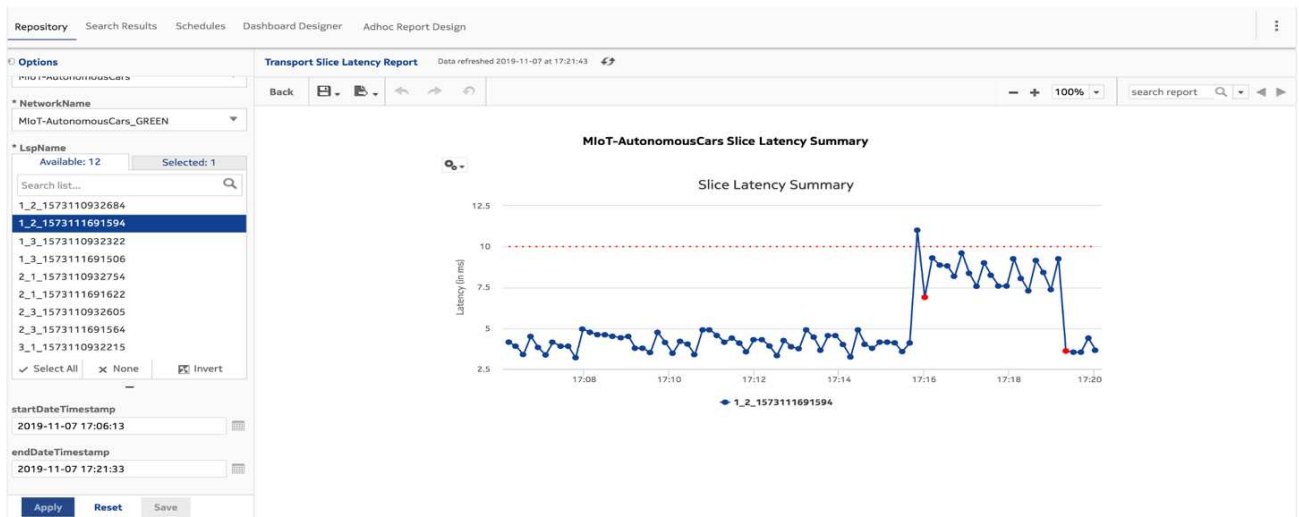 Repository Search Results Schedules Dashboard Designer Adhoc Report Design
Options
MIoT-AutonomousCars
* NetworkName
MIoT-AutonomousCars_GREEN
* LspName
Available: 12 Selected: 1
Search list...
1_2_1573110932684
1_2_1573111691594
1_3_1573110932322
1_3_1573111691506
2_1_1573110932754
2_1_1573111691622
2_3_1573110932605
2_3_1573111691564
3_1_1573110932215
Select All None Invert
startDateTimestamp
2019-11-07 17:06:13
endDateTimestamp
2019-11-07 17:21:33
Apply Reset Save
Transport Slice Latency Report Data refreshed 2019-11-07 at 17:21:43
Back 100% search report
MIoT-AutonomousCars Slice Latency Summary
Slice Latency Summary
Latency (in ms)
12.5
10
7.5
5
2.5
17:08 17:10 17:12 17:14 17:16 17:18 17:20
1_2_1573111691594